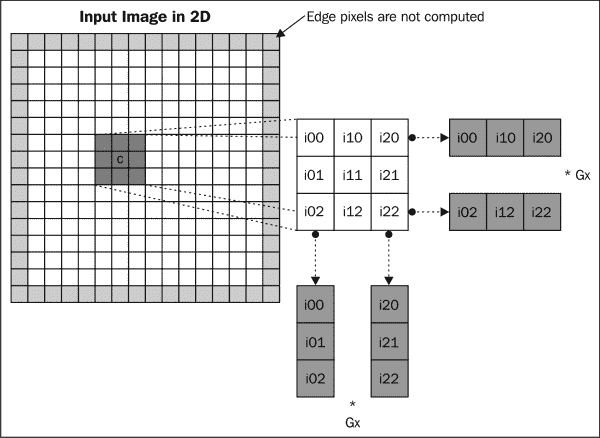 Input Image in 2D
Edge pixels are not computed
C
i00 i10 i20
i01 i11 i21
i02 i12 i22
i00 i10 i20
* Gx
i02 i12 i22
i00
i01
i02
i20
i21
i22
*
Gx